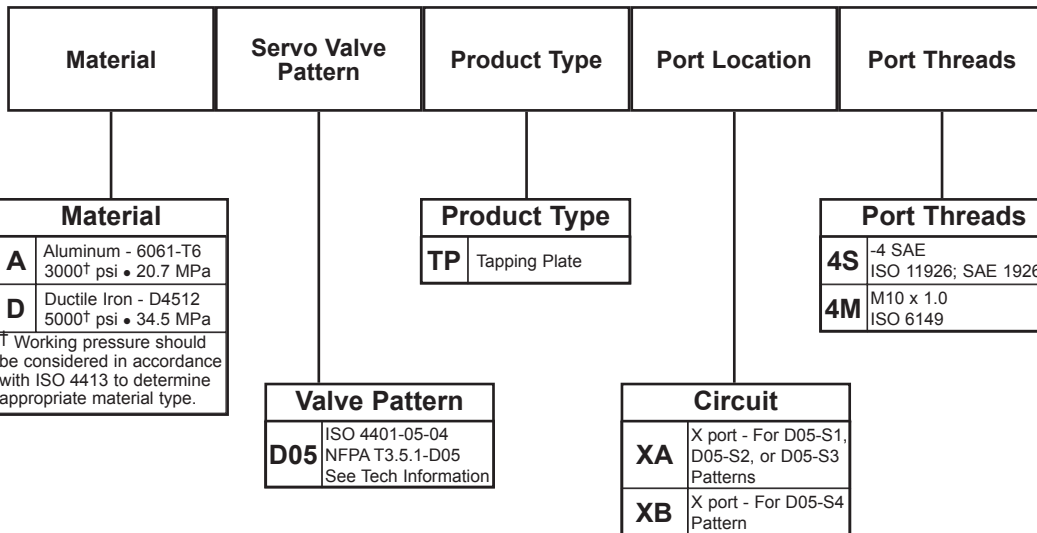 Material
Servo Valve
Pattern
Product Type
Port Location
Port Threads
Material
A
Aluminum - 6061-T6
3000† psi • 20.7 MPa
D
Ductile Iron - D4512
5000† psi • 34.5 MPa
† Working pressure should
be considered in accordance
with ISO 4413 to determine
appropriate material type.
Product Type
TP
Tapping Plate
Port Threads
4S
-4 SAE
ISO 11926; SAE 1926
4M
M10 x 1.0
ISO 6149
Valve Pattern
D05
ISO 4401-05-04
NFPA T3.5.1-D05
See Tech Information
Circuit
XA
X port - For D05-S1,
D05-S2, or D05-S3
Patterns
XB
X port - For D05-S4
Pattern